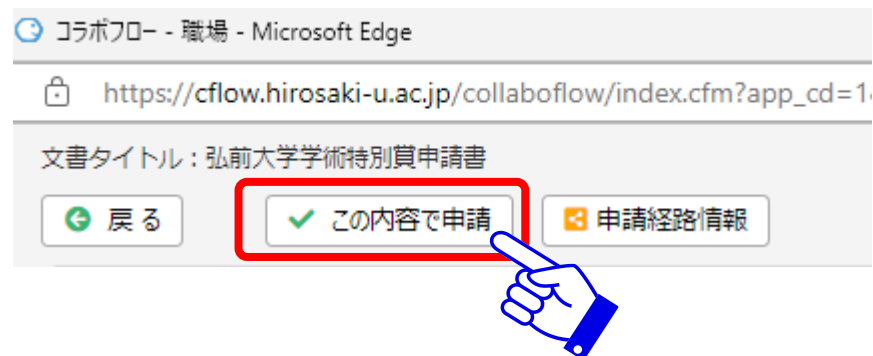 コラボフロー - 職場 - Microsoft Edge
https://cflow.hirosaki-u.ac.jp/collaboflow/index.cfm?app_cd=1
文書タイトル：弘前大学学術特別賞申請書
戻る この内容で申請 申請経路情報